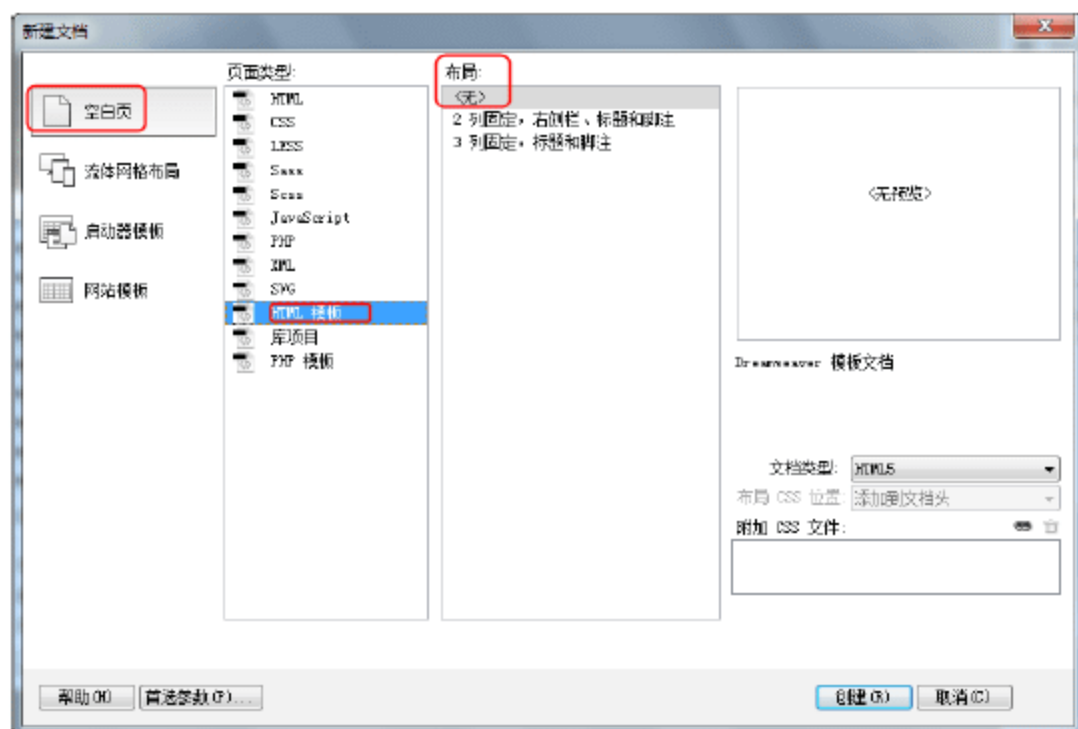 新建文档
空白页
流体网格布局
启动器模板
网站模板
页面类型:
HTML
CSS
LESS
Sass
Scss
JavaScript
PHP
XML
SVG
HTML 模板
库项目
PHP 模板
布局:
<无>
2 列固定，右侧栏、标题和脚注
3 列固定，标题和脚注
<无预览>
Dreamweaver 模板文档
文档类型: HTML5
布局 CSS 位置: 添加到文档头
附加 CSS 文件:
帮助(H) 首选参数(P)... 创建(R) 取消(C)